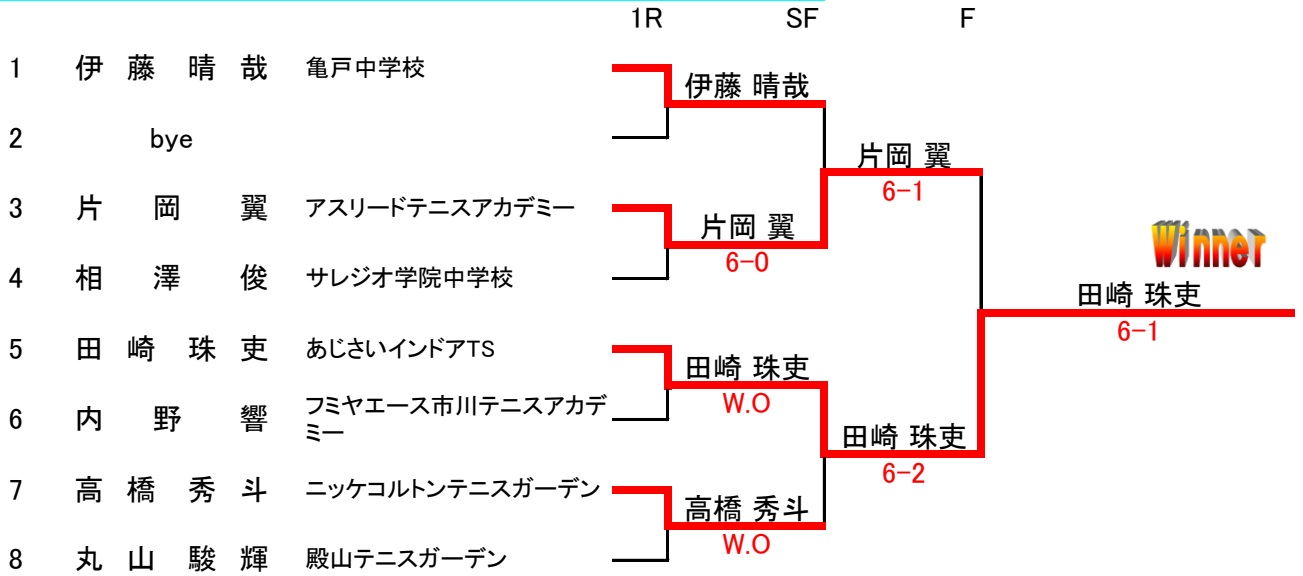 1R SF F
1 伊 藤 晴 哉 亀戸中学校
伊藤 晴哉
2 bye
片岡 翼
6-1
3 片 岡 翼 アスリードテニスアカデミー
片岡 翼
6-0
Winner
4 相 澤 俊 サレジオ学院中学校
田崎 珠吏
6-1
5 田 崎 珠 吏 あじさいインドアTS
田崎 珠吏
W.O
6 内 野 響 フミヤエース市川テニスアカデ
ミー
田崎 珠吏
6-2
7 高 橋 秀 斗 ニッケコルトンテニスガーデン
高橋 秀斗
W.O
8 丸 山 駿 輝 殿山テニスガーデン